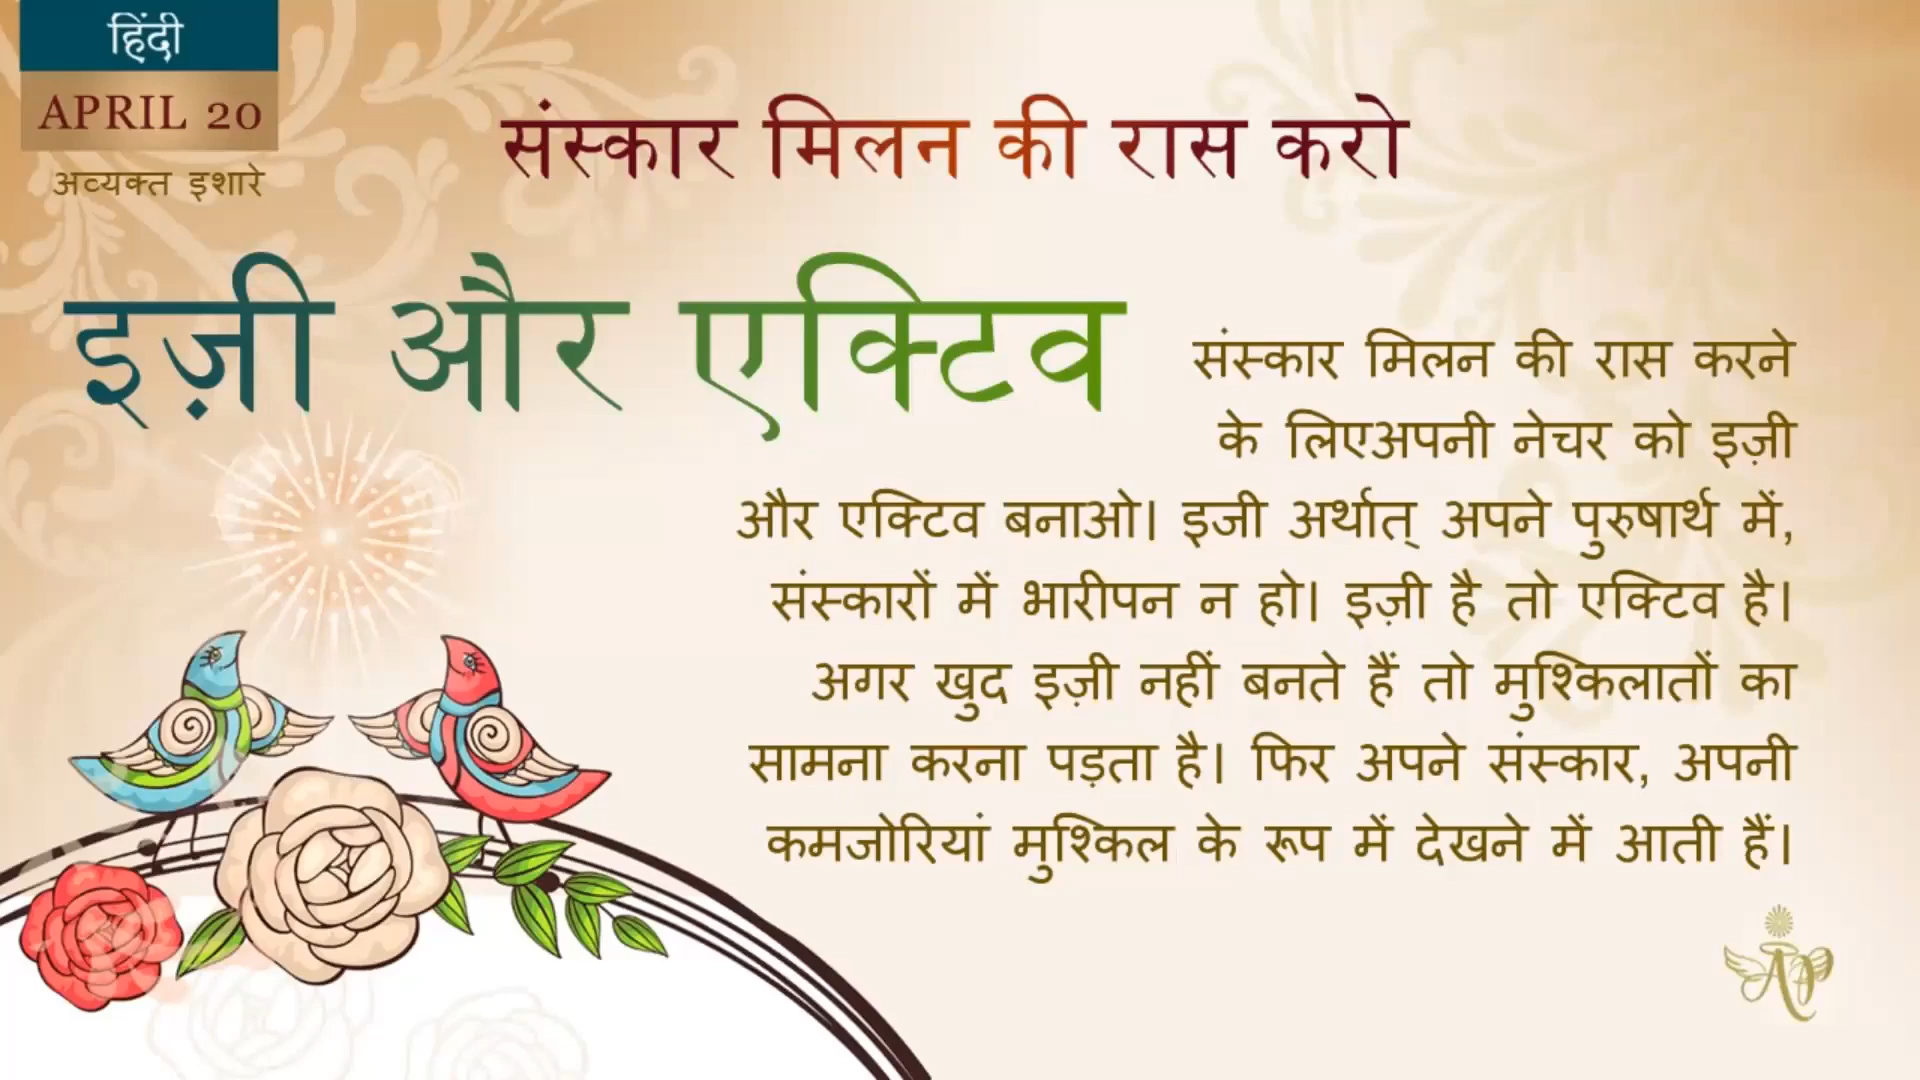 हिंदी
APRIL 20
अव्यक्त इशारे
संस्कार मिलन की रास करो
इज़ी और एक्टिव
संस्कार मिलन की रास करने
के लिएअपनी नेचर को इज़ी
और एक्टिव बनाओ। इजी अर्थात् अपने पुरुषार्थ में,
संस्कारों में भारीपन न हो। इज़ी है तो एक्टिव है।
अगर खुद इज़ी नहीं बनते हैं तो मुश्किलातों का
सामना करना पड़ता है। फिर अपने संस्कार, अपनी
कमजोरियां मुश्किल के रूप में देखने में आती हैं।